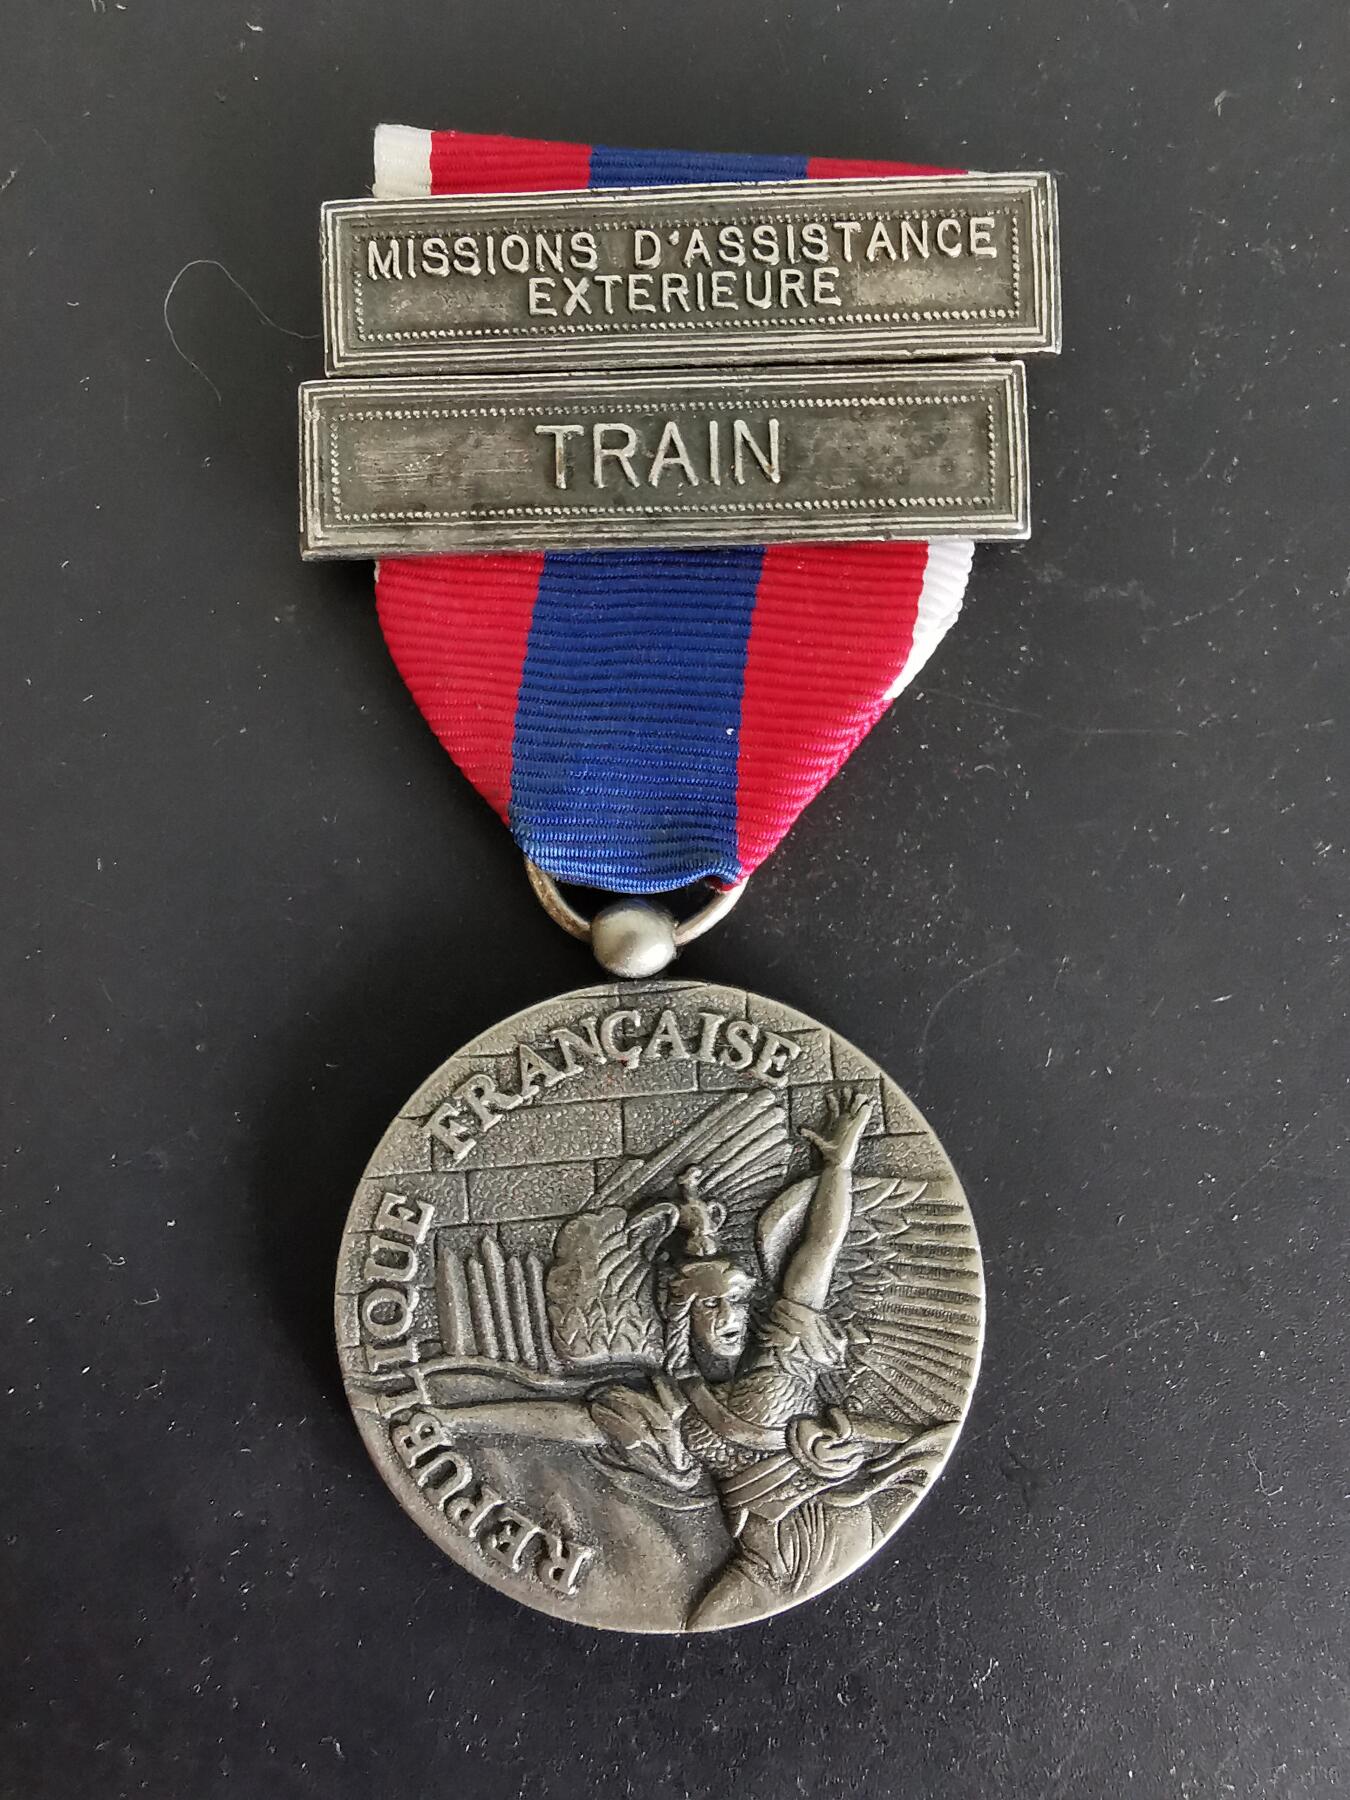 MISSIONS D'ASSISTANCE
EXTERIEURE
TRAIN
REPUBLIQUE FRANÇAISE